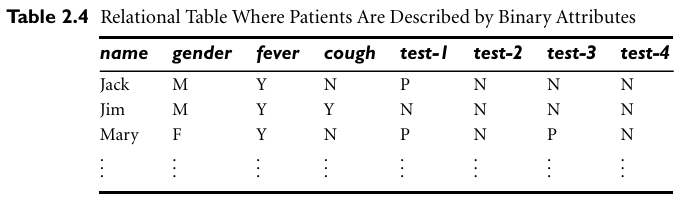 Table 2.4 Relational Table Where Patients Are Described by Binary Attributes
name gender fever cough test-1 test-2 test-3 test-4
Jack M Y N P N N N
Jim M Y Y N N N N
Mary F Y N P N P N
⋮ ⋮ ⋮ ⋮ ⋮ ⋮ ⋮ ⋮